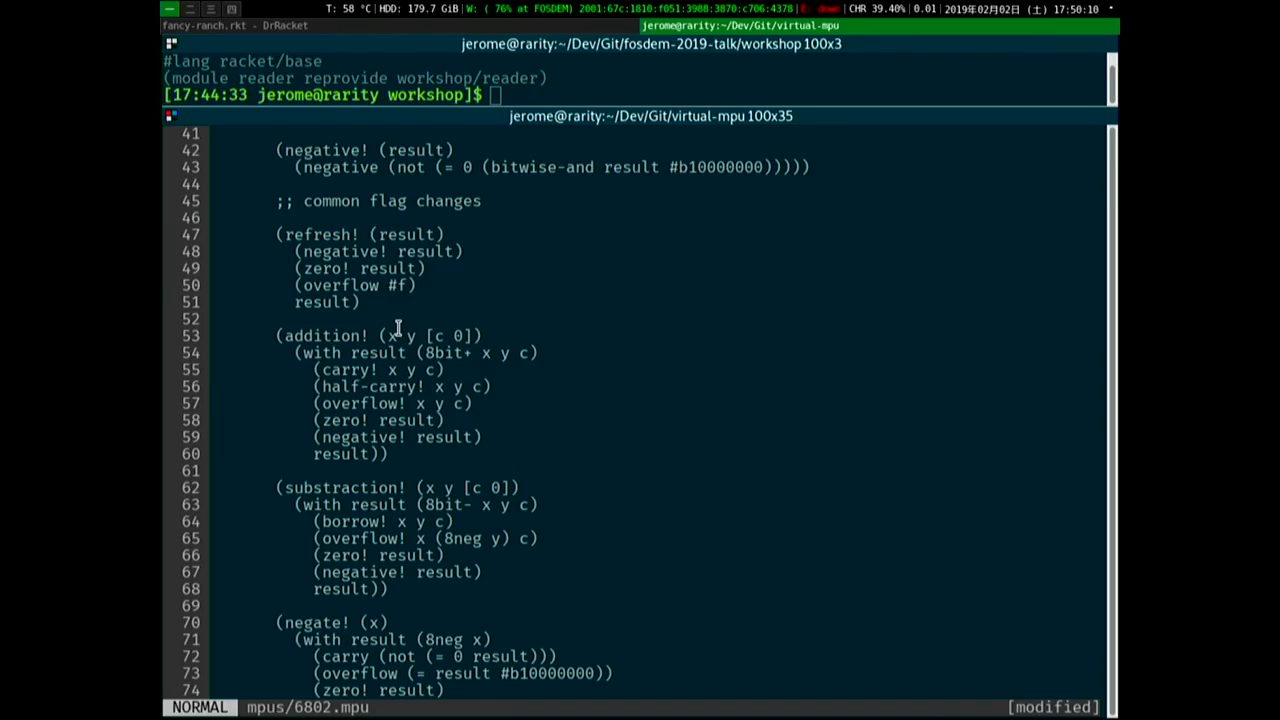 一 二 三 四 T: 58 °C|HDD: 179.7 GiB|W: ( 76% at FOSDEM) 2001:67c:1810:f051:3988:3870:c706:4378|E: down|CHR 39.40%|0.01|2019年02月02日 (土) 17:50:10
fancy-ranch.rkt - DrRacket jerome@rarity:~/Dev/Git/virtual-mpu
jerome@rarity:~/Dev/Git/fosdem-2019-talk/workshop 100x3
#lang racket/base
(module reader reprovide workshop/reader)
[17:44:33 jerome@rarity workshop]$
jerome@rarity:~/Dev/Git/virtual-mpu 100x35
41
42 (negative! (result)
43 (negative (not (= 0 (bitwise-and result #b10000000)))))
44
45 ;; common flag changes
46
47 (refresh! (result)
48 (negative! result)
49 (zero! result)
50 (overflow #f)
51 result)
52
53 (addition! (x y [c 0])
54 (with result (8bit+ x y c)
55 (carry! x y c)
56 (half-carry! x y c)
57 (overflow! x y c)
58 (zero! result)
59 (negative! result)
60 result))
61
62 (substraction! (x y [c 0])
63 (with result (8bit- x y c)
64 (borrow! x y c)
65 (overflow! x (8neg y) c)
66 (zero! result)
67 (negative! result)
68 result))
69
70 (negate! (x)
71 (with result (8neg x)
72 (carry (not (= 0 result)))
73 (overflow (= result #b10000000))
74 (zero! result)
NORMAL mpus/6802.mpu [modified]